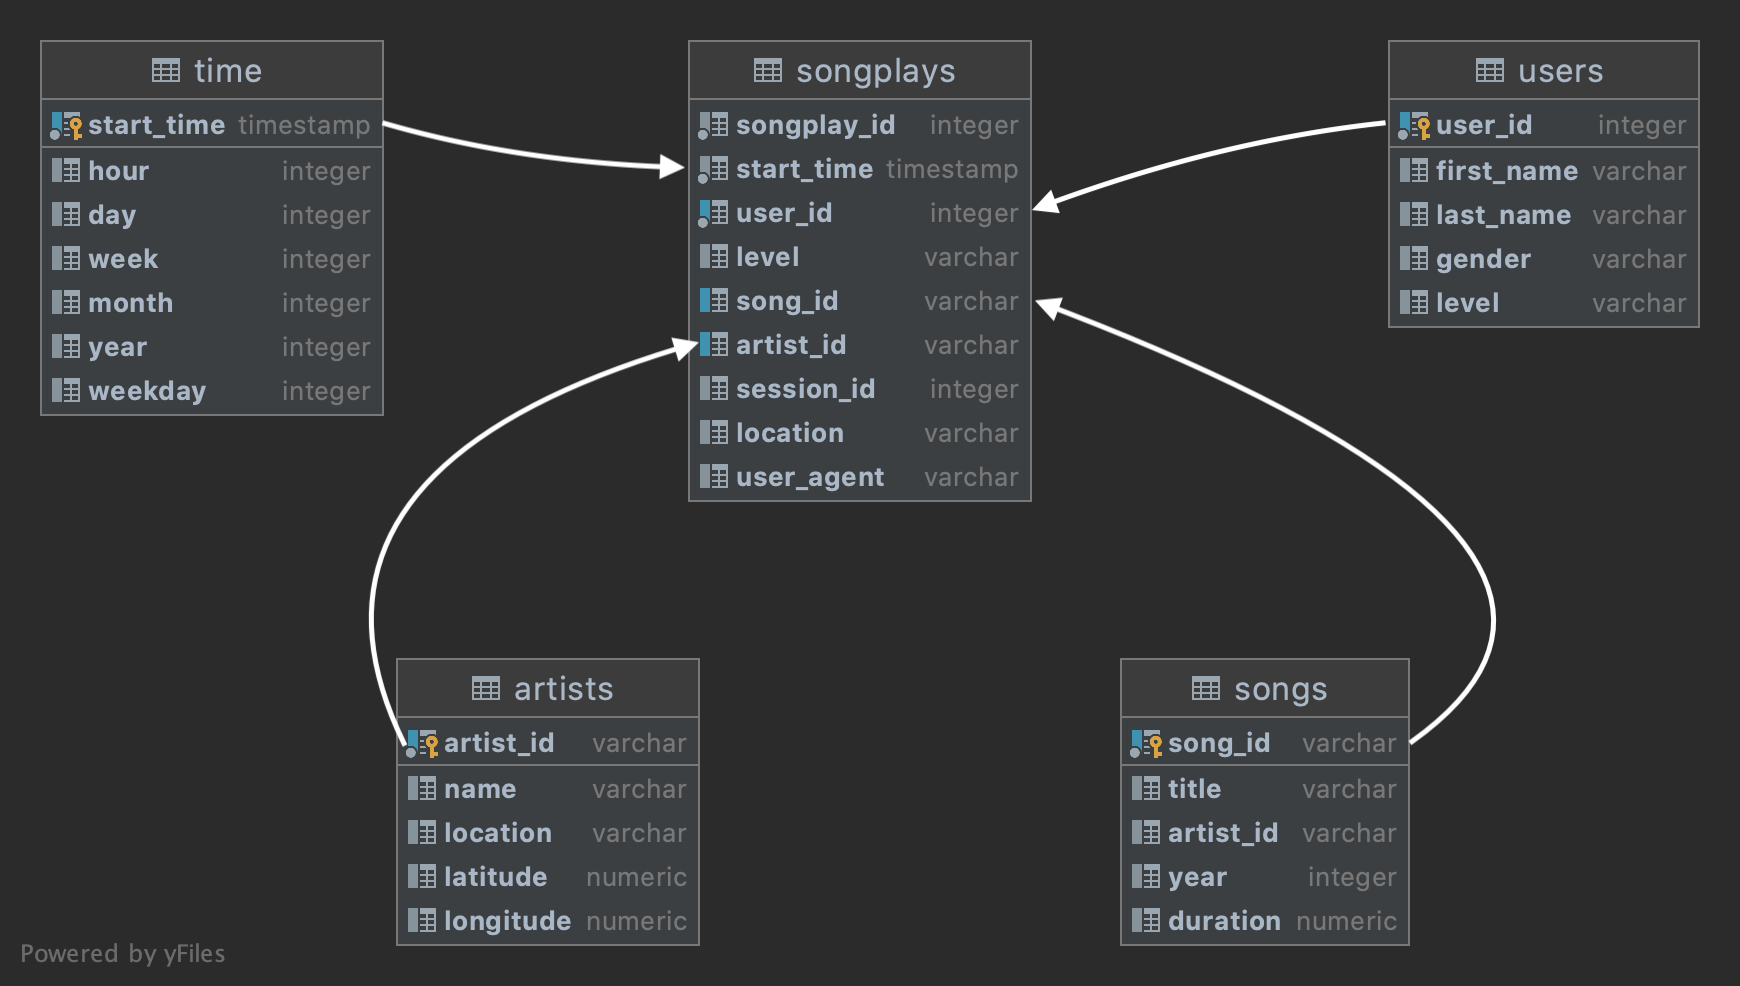 time
start_time timestamp
hour integer
day integer
week integer
month integer
year integer
weekday integer
songplays
songplay_id integer
start_time timestamp
user_id integer
level varchar
song_id varchar
artist_id varchar
session_id integer
location varchar
user_agent varchar
users
user_id integer
first_name varchar
last_name varchar
gender varchar
level varchar
artists
artist_id varchar
name varchar
location varchar
latitude numeric
longitude numeric
songs
song_id varchar
title varchar
artist_id varchar
year integer
duration numeric
Powered by yFiles